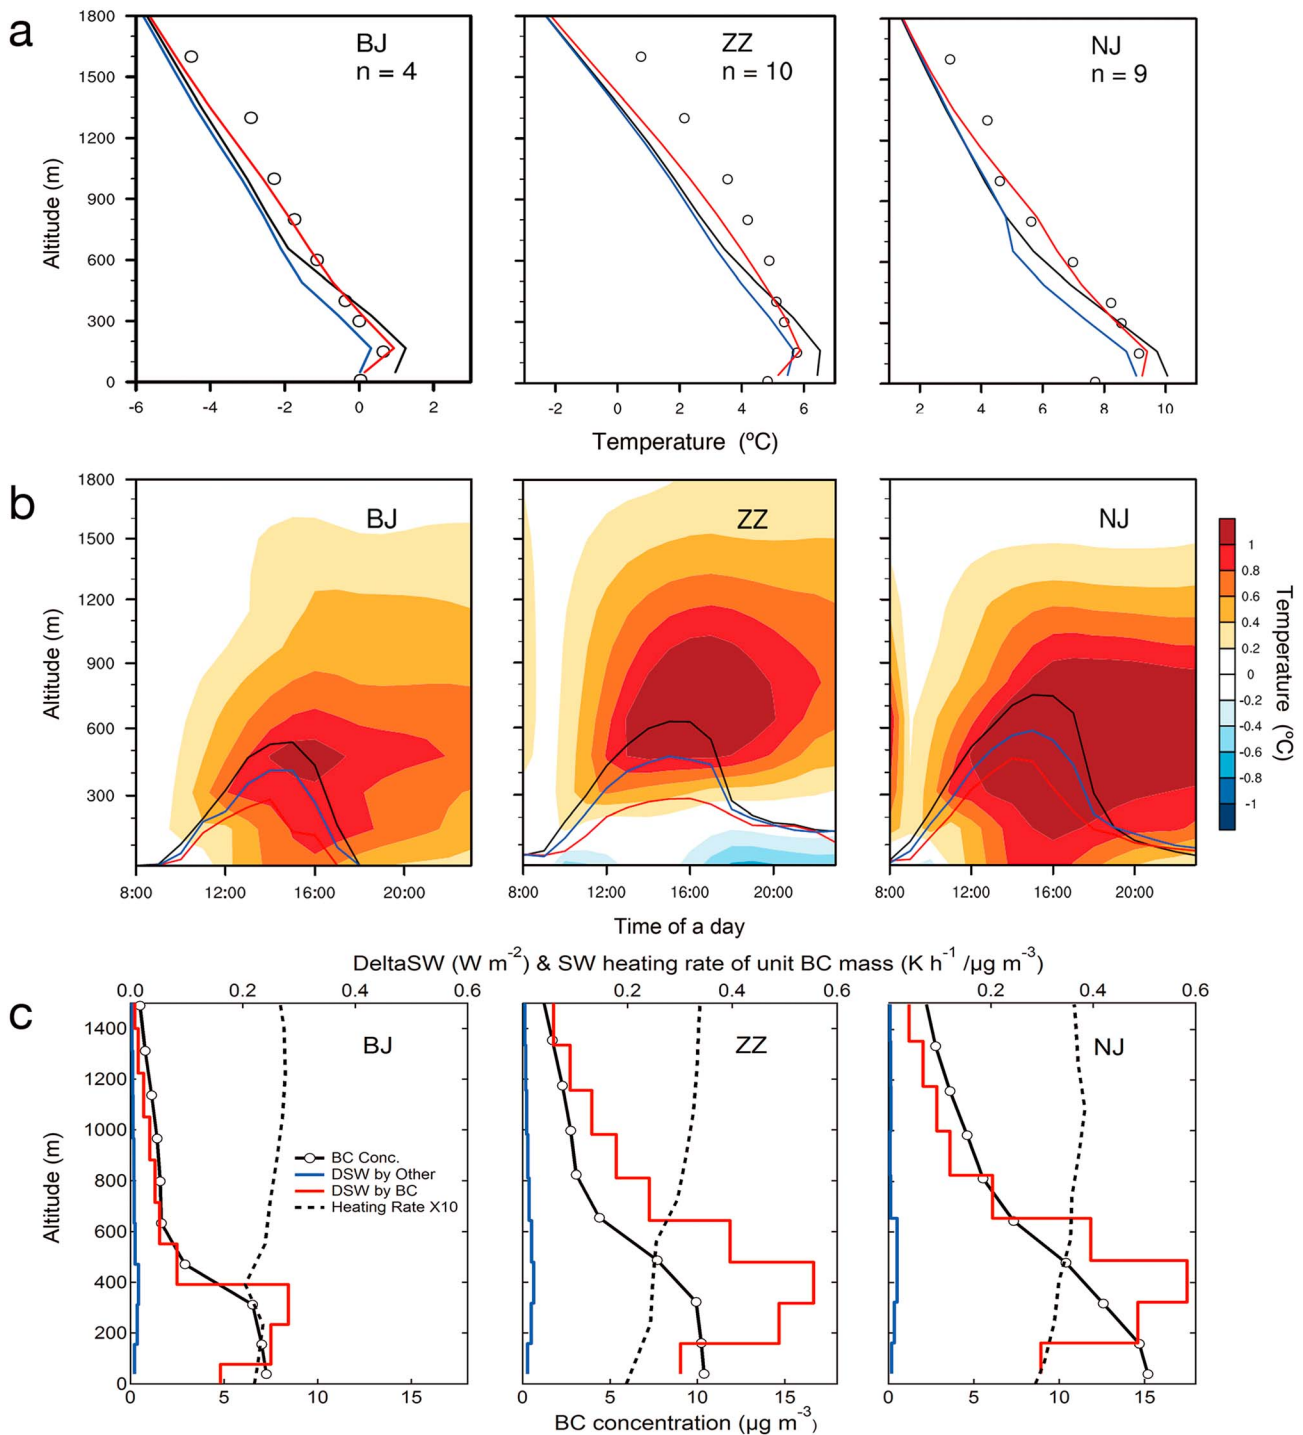 a
BJ
n = 4
ZZ
n = 10
NJ
n = 9
Altitude (m)
1800
1500
1200
900
600
300
0
-6 -4 -2 0 2
-2 0 2 4 6 8
2 4 6 8 10
Temperature (ºC)
b
BJ
ZZ
NJ
Altitude (m)
1800
1500
1200
900
600
300
8:00 12:00 16:00 20:00
8:00 12:00 16:00 20:00
8:00 12:00 16:00 20:00
Time of a day
1
0.8
0.6
0.4
0.2
0
-0.2
-0.4
-0.6
-0.8
-1
Temperature (ºC)
DeltaSW (W m⁻²) & SW heating rate of unit BC mass (K h⁻¹ /µg m⁻³)
0.0 0.2 0.4 0.6
0.2 0.4 0.6
0.2 0.4 0.6
c
BJ
ZZ
NJ
Altitude (m)
1400
1200
1000
800
600
400
200
0
BC Conc.
DSW by Other
DSW by BC
Heating Rate X10
0 5 10 15
0 5 10 15
0 5 10 15
BC concentration (µg m⁻³)